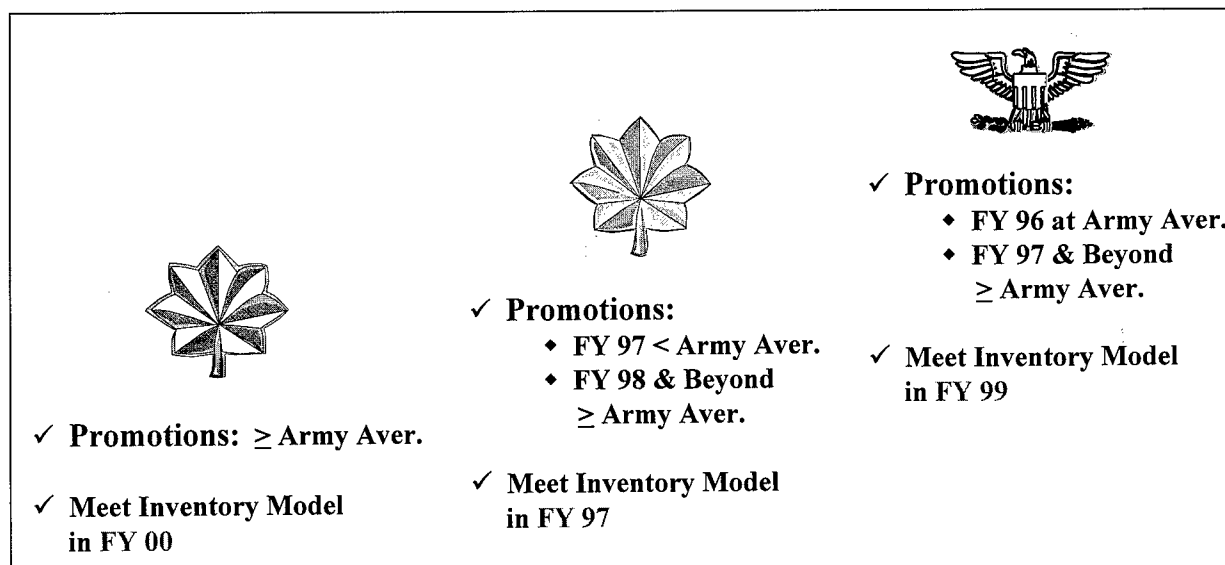 ✓ Promotions: ≥ Army Aver.
✓ Meet Inventory Model
in FY 00
✓ Promotions:
◆ FY 97 < Army Aver.
◆ FY 98 & Beyond
≥ Army Aver.
✓ Meet Inventory Model
in FY 97
✓ Promotions:
◆ FY 96 at Army Aver.
◆ FY 97 & Beyond
≥ Army Aver.
✓ Meet Inventory Model
in FY 99